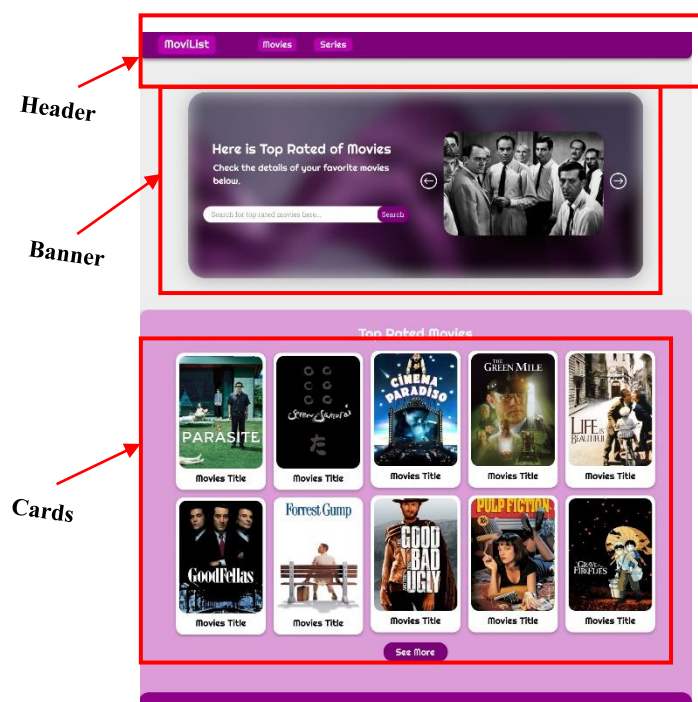 MoviList
Movies
Series
Header
Here is Top Rated of Movies
Check the details of your favorite movies
below.
Search for top rated movies here...
Search
Banner
Top Rated Movies
PARASITE
Seven Samurai
CINEMA
PARADISO
THE
GREEN MILE
LIFE IS
BEAUTIFUL
Movies Title
Movies Title
Movies Title
Movies Title
Movies Title
Cards
GoodFellas
Forrest Gump
THE GOOD
THE BAD
UGLY
PULP FICTION
10¢
GRAVE
OF THE
FIREFLIES
Movies Title
Movies Title
Movies Title
Movies Title
Movies Title
See More